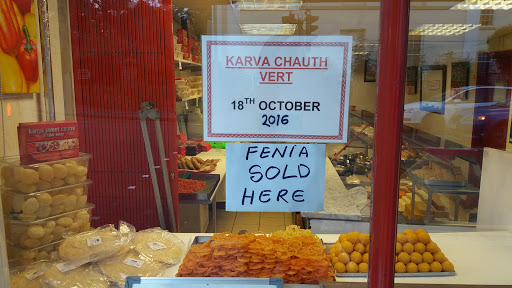 KARVA CHAUTH
VERT
18TH OCTOBER
2016
FENIA
SOLD
HERE